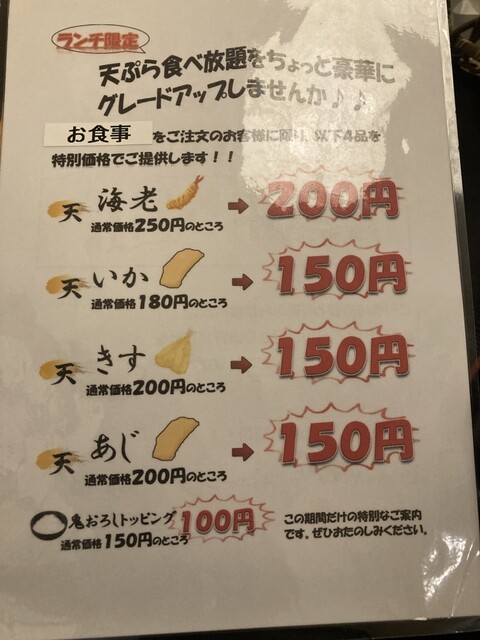 ランチ限定
天ぷら食べ放題をちょっと豪華に
グレードアップしませんか♪♪
お食事 をご注文のお客様に限り、以下4品を
特別価格でご提供します！！
天 海老 → 200円
通常価格250円のところ
天 いか → 150円
通常価格180円のところ
天 きす → 150円
通常価格200円のところ
天 あじ → 150円
通常価格200円のところ
鬼おろしトッピング 100円
通常価格150円のところ
この期間だけの特別なご案内
です。ぜひおたのしみください。